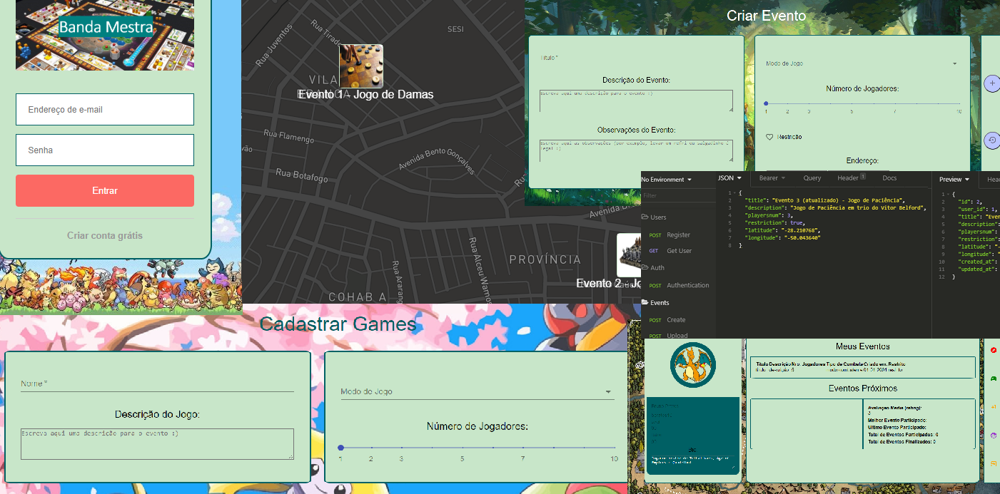 Banda Mestra
Endereço de e-mail
Senha
Entrar
Criar conta grátis
Rua Juventos
Rua Tirade
SESI
VILA
Evento 1 - Jogo de Damas
Rua Flamengo
Rua Botafogo
Avenida Bento Gonçalves
Avenida B
PROVÍNCIA
Rua Alceu Wamos
Rua Ararang
COHAB A
Evento 2 - Jo
Criar Evento
Título *
Descrição do Evento:
Escreva aqui uma descrição para o evento :)
Observações do Evento:
Escreva aqui as observações (por exemplo, levar um refri ou salgadinho é
legal :)
Modo de Jogo
Número de Jogadores:
1 2 3 5 7 10
Restrição
Endereço:
No Environment
Filter
Users
POST Register
GET Get User
Auth
POST Authentication
Events
POST Create
POST Upload
JSON Bearer Query Header 1 Docs
1 {
2 "title": "Evento 3 (atualizado) - Jogo de Paciência",
3 "description": "Jogo de Paciência em trio do Vitor Belford",
4 "playersnum": 3,
5 "restriction": true,
6 "latitude": "-28.210768",
7 "longitude": "-50.043640"
8 }
Preview Head
1 {
2 "id": 2,
3 "user_id": 1,
4 "title": "Even
5 "description":
6 "playersnum":
7 "restriction":
8 "latitude": "-
9 "longitude": "
10 "created_at":
11 "updated_at":
12 }
Cadastrar Games
Nome *
Descrição do Jogo:
Escreva aqui uma descrição para o evento :)
Modo de Jogo
Número de Jogadores:
1 2 3 5 7 10
Meus Eventos
Título Descrição Nro. Jogadores Tipo de Combate Criado em: Restrito
Eventos Próximos
Avaliação Média (rating):
3
Melhor Evento Participado:
Último Evento Participado:
Total de Eventos Participados: 0
Total de Eventos Finalizados: 0